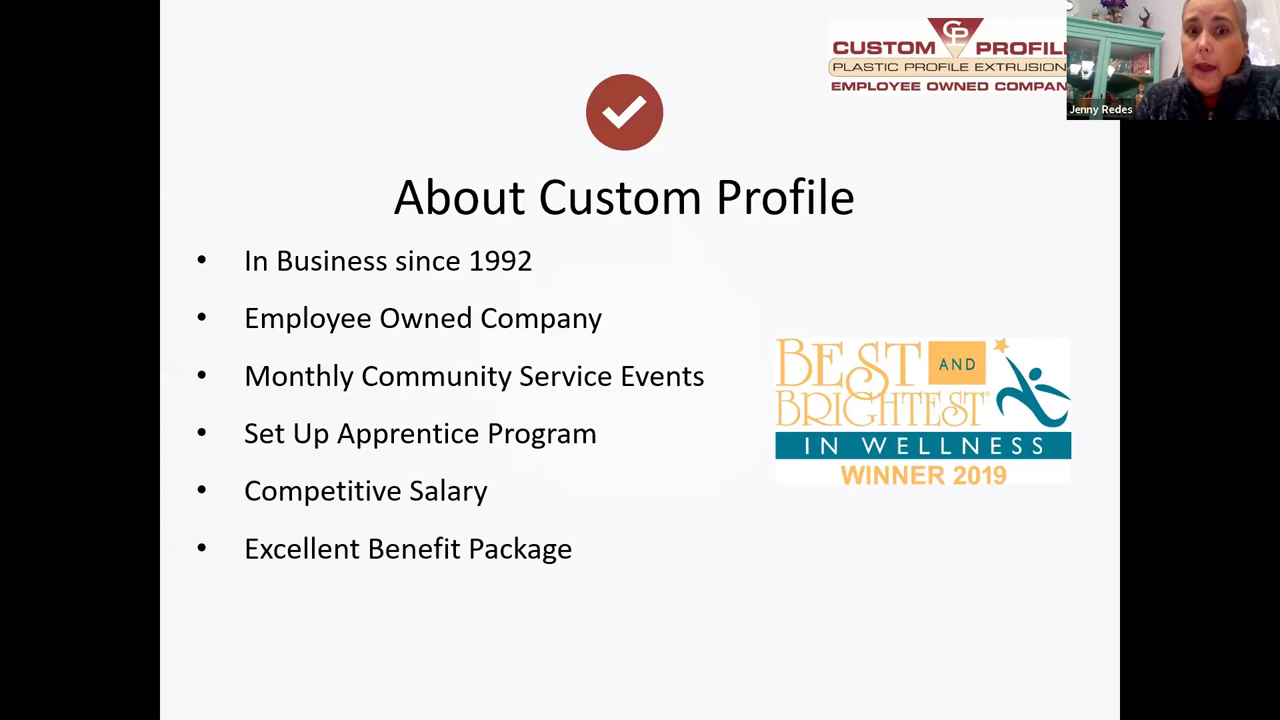 CP
CUSTOM PROFIL
PLASTIC PROFILE EXTRUSION
EMPLOYEE OWNED COMPAN
Jenny Redes
About Custom Profile
• In Business since 1992
• Employee Owned Company
• Monthly Community Service Events
• Set Up Apprentice Program
• Competitive Salary
• Excellent Benefit Package
BEST AND
BRIGHTEST®
IN WELLNESS
WINNER 2019